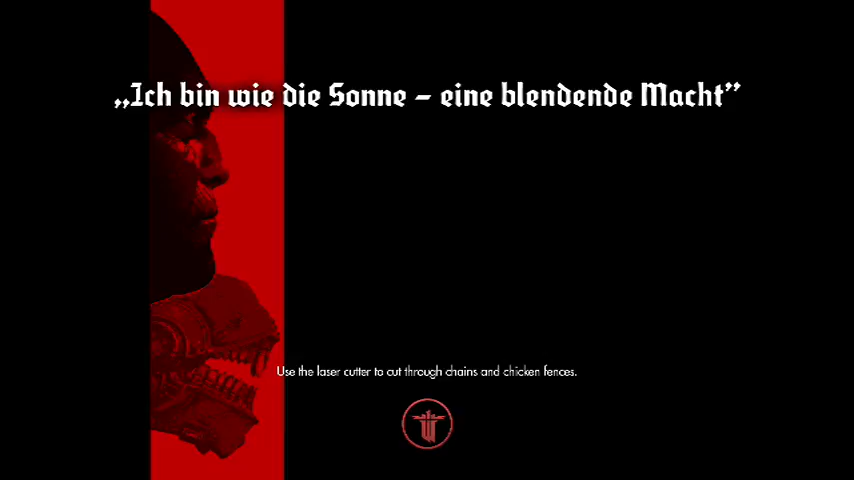 „Ich bin wie die Sonne – eine blendende Macht”
Use the laser cutter to cut through chains and chicken fences.